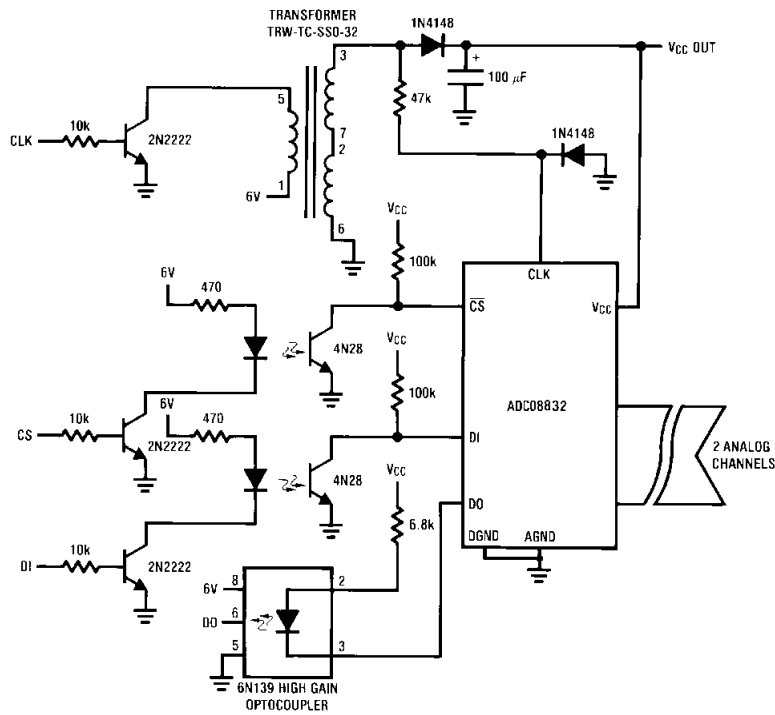 TRANSFORMER
TRW-TC-SSO-32
1N4148
VCC OUT
3
+
100 µF
5
47k
10k
CLK
2N2222
7
2
1N4148
1
6V
6
VCC
100k
CLK
6V
470
CS
VCC
4N28
VCC
ADC08832
10k
6V
470
100k
CS
2N2222
DI
2 ANALOG
CHANNELS
4N28
VCC
DO
6.8k
10k
DGND
AGND
DI
2N2222
6V
8
2
DO
6
5
3
6N139 HIGH GAIN
OPTOCOUPLER